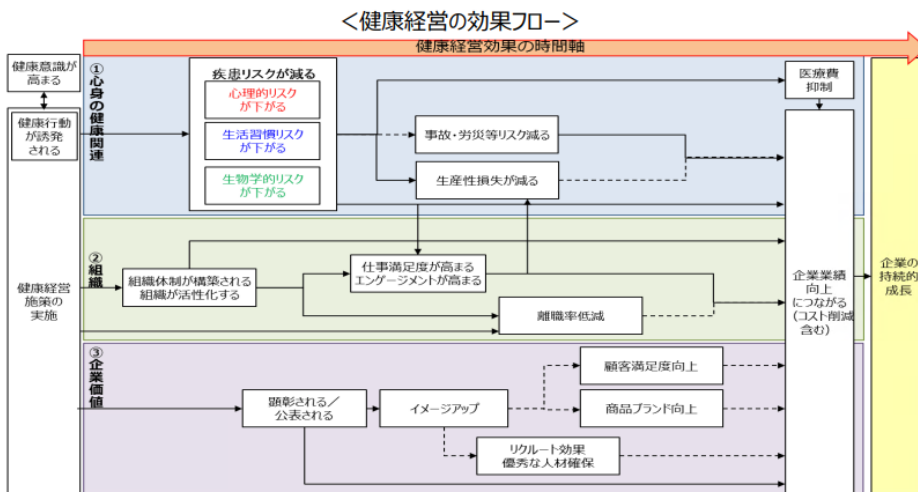 ＜健康経営の効果フロー＞
健康経営効果の時間軸
健康意識が
高まる
健康行動
が誘発
される
健康経営
施策の
実施
①心身の健康関連
疾患リスクが減る
心理的リスク
が下がる
生活習慣リスク
が下がる
生物学的リスク
が下がる
事故・労災等リスク減る
生産性損失が減る
医療費
抑制
②組織
組織体制が構築される
組織が活性化する
仕事満足度が高まる
エンゲージメントが高まる
離職率低減
企業業績
向上
につながる
（コスト削減
含む）
企業の
持続的
成長
③企業価値
顕彰される／
公表される
イメージアップ
顧客満足度向上
商品ブランド向上
リクルート効果
優秀な人材確保